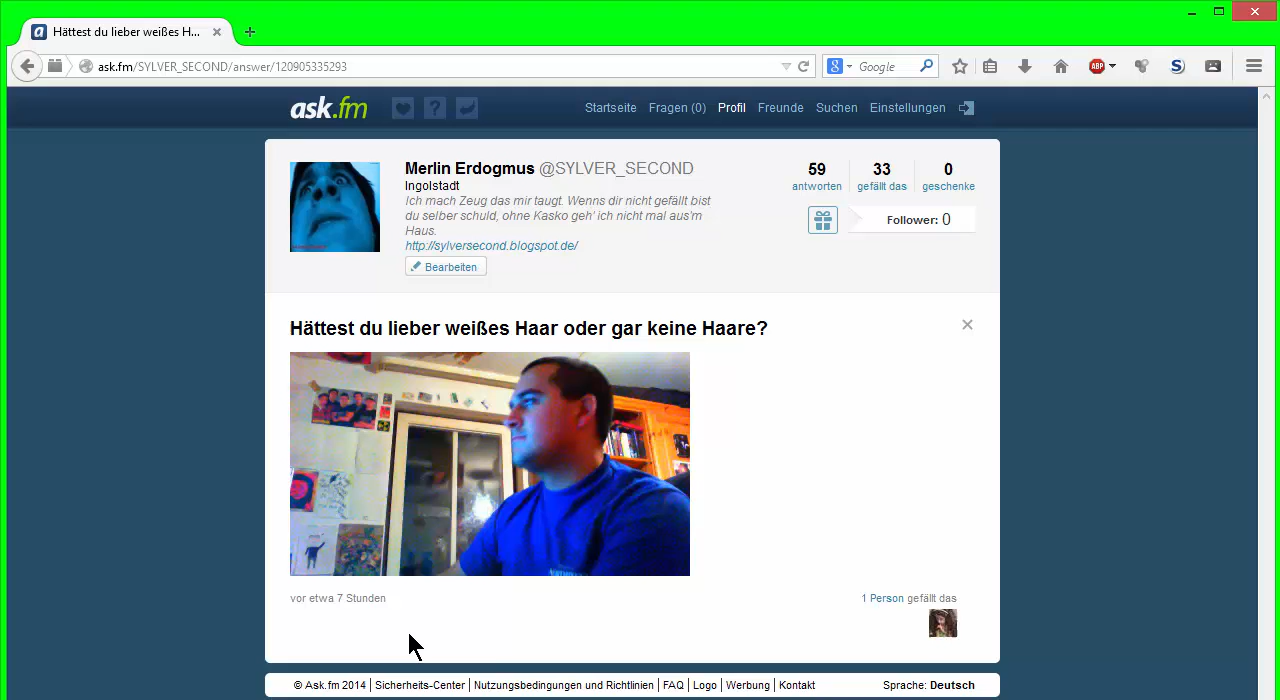 Hättest du lieber weißes H...
ask.fm/SYLVER_SECOND/answer/120905335293
Google
ABP
S
ask.fm
Startseite Fragen (0) Profil Freunde Suchen Einstellungen
Merlin Erdogmus @SYLVER_SECOND
Ingolstadt
Ich mach Zeug das mir taugt. Wenns dir nicht gefällt bist
du selber schuld, ohne Kasko geh' ich nicht mal aus'm
Haus.
http://sylversecond.blogspot.de/
Bearbeiten
59 33 0
antworten gefällt das geschenke
Follower: 0
Hättest du lieber weißes Haar oder gar keine Haare?
vor etwa 7 Stunden
1 Person gefällt das
© Ask.fm 2014 | Sicherheits-Center | Nutzungsbedingungen und Richtlinien | FAQ | Logo | Werbung | Kontakt
Sprache: Deutsch